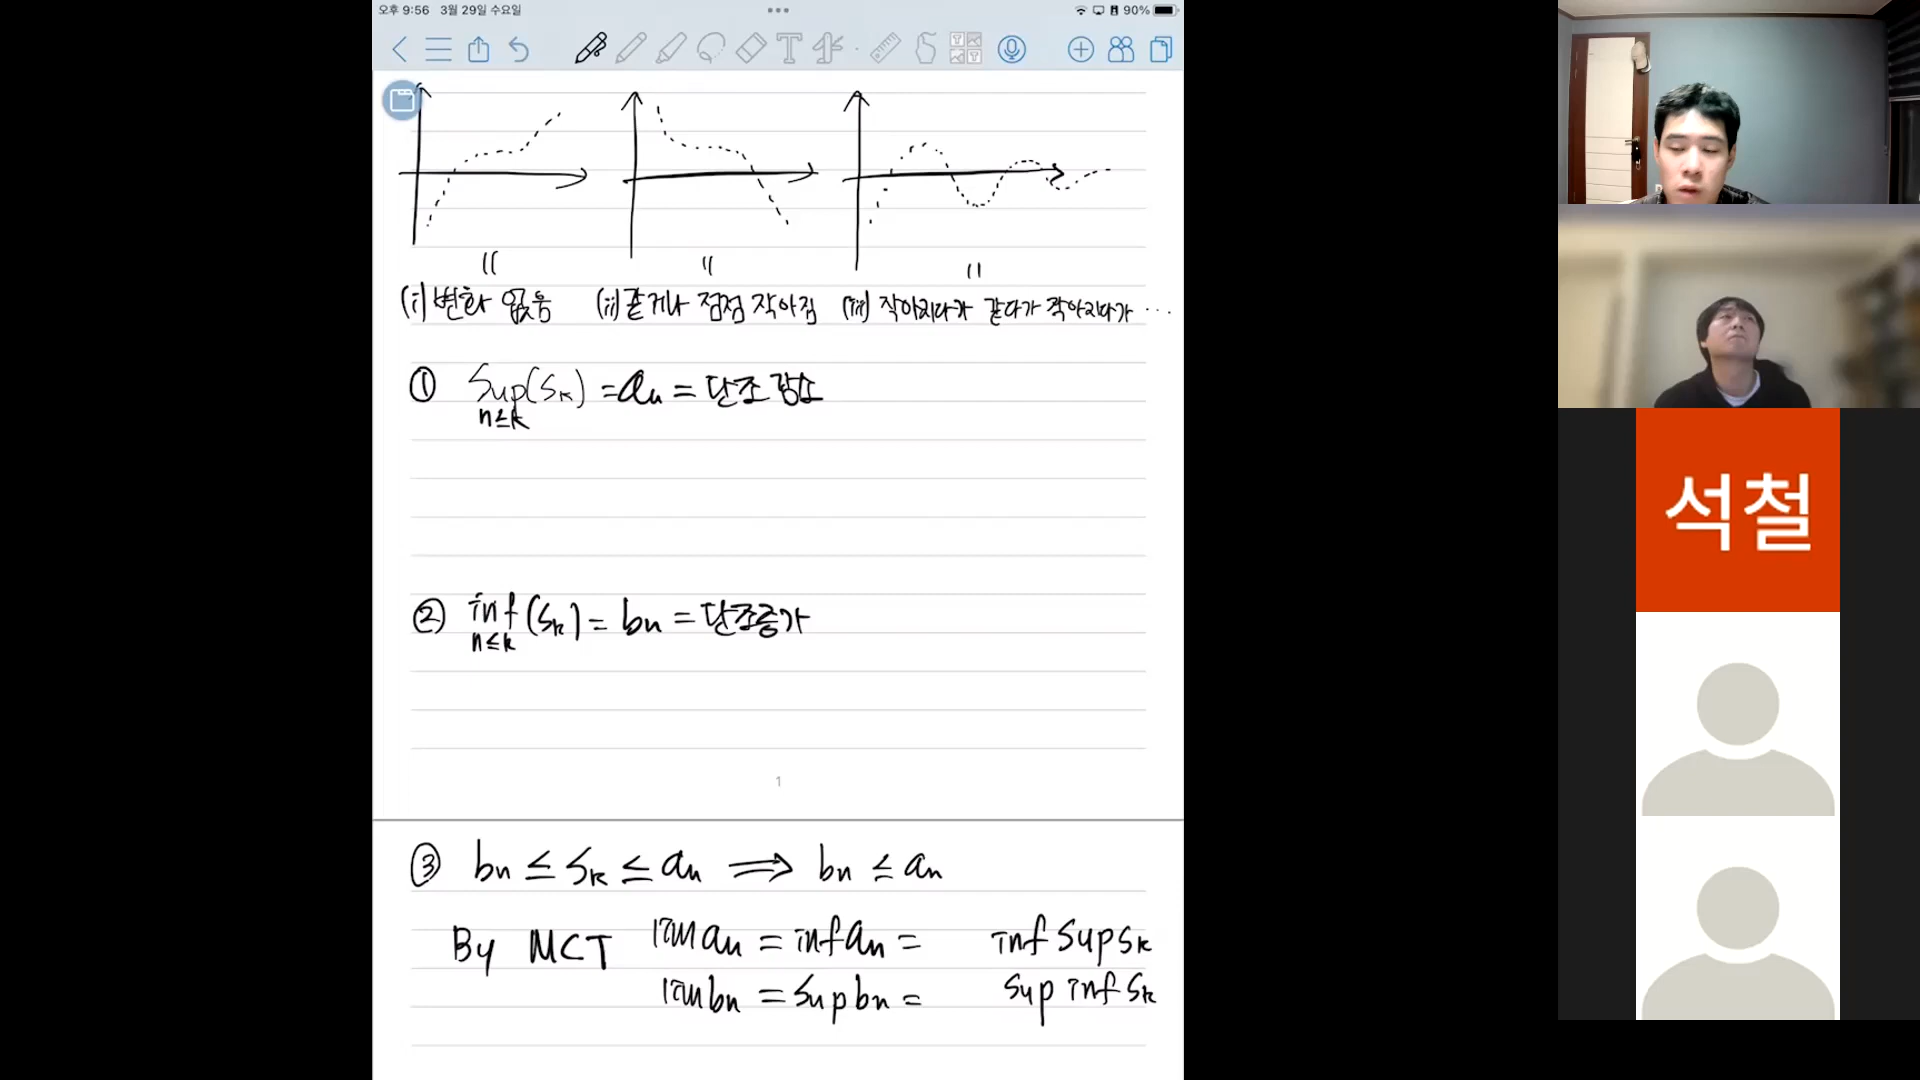 오후 9:56 3월 29일 수요일
90%
(i) 변화 없음 (ii) 같거나 점점 작아짐 (iii) 작아지다가 같다가 작아지다가 ...
① Sup(Sk) = an = 단조감소
n≤k
② inf(Sk) = bn = 단조증가
n≤k
1
③ bn ≤ Sk ≤ an ⟹ bn ≤ an
By MCT lim an = inf an = inf sup Sk
lim bn = sup bn = sup inf Sk
석철